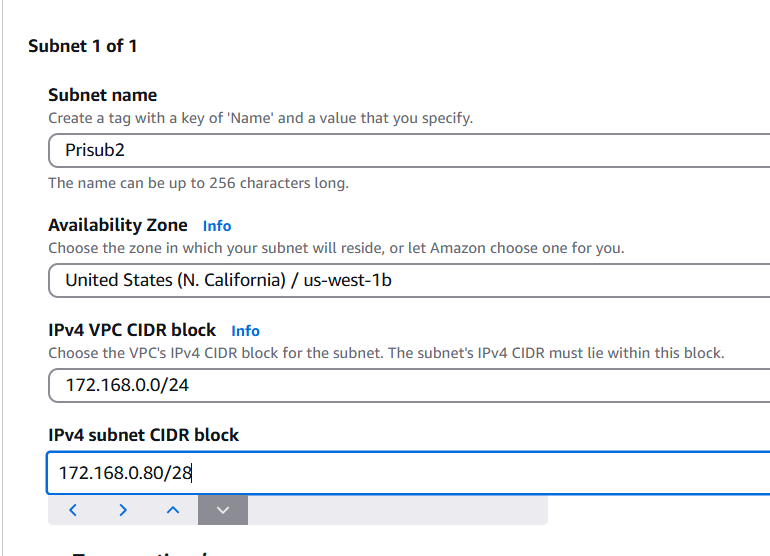 Subnet 1 of 1
Subnet name
Create a tag with a key of 'Name' and a value that you specify.
Prisub2
The name can be up to 256 characters long.
Availability Zone Info
Choose the zone in which your subnet will reside, or let Amazon choose one for you.
United States (N. California) / us-west-1b
IPv4 VPC CIDR block Info
Choose the VPC's IPv4 CIDR block for the subnet. The subnet's IPv4 CIDR must lie within this block.
172.168.0.0/24
IPv4 subnet CIDR block
172.168.0.80/28